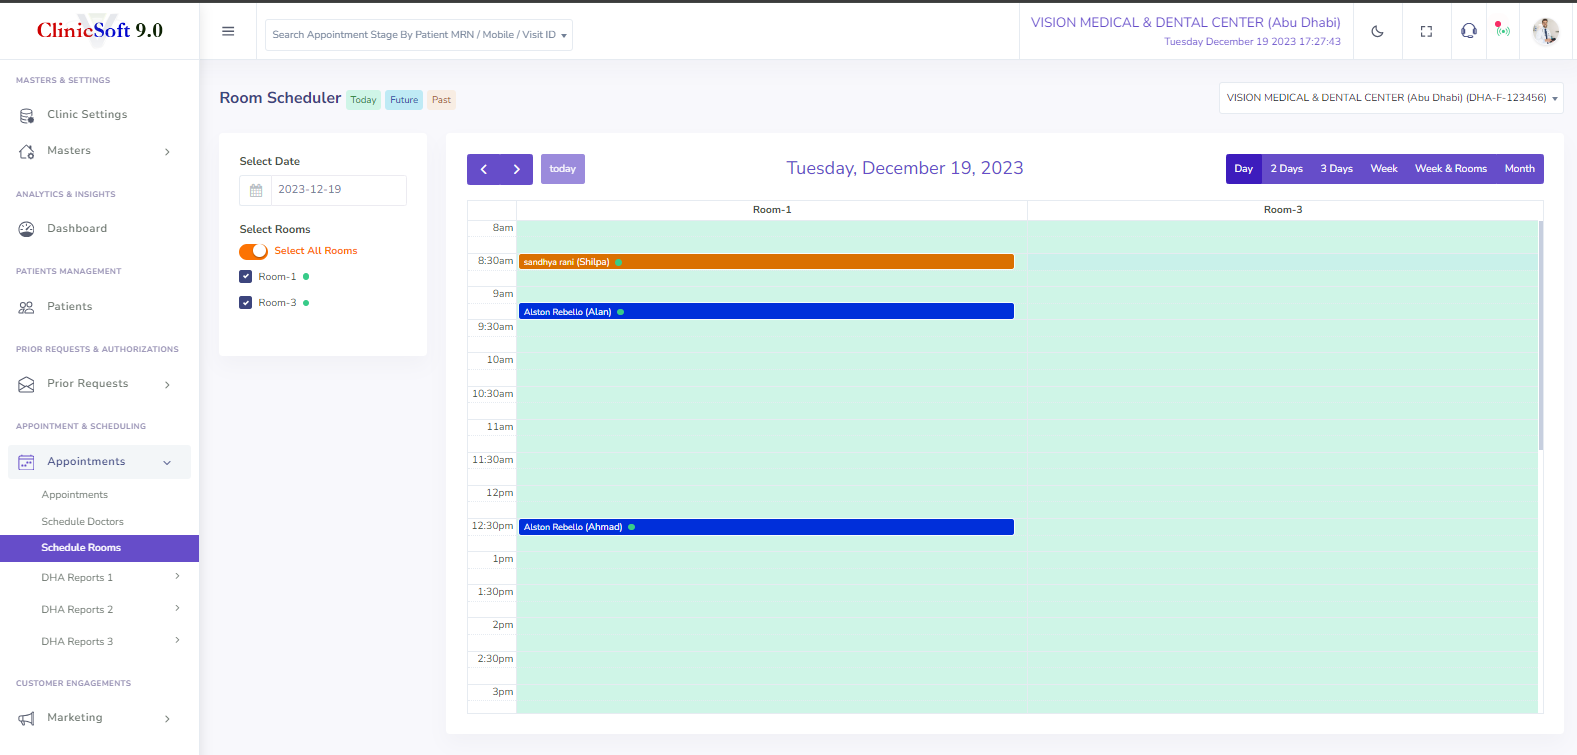 ClinicSoft 9.0
Search Appointment Stage By Patient MRN / Mobile / Visit ID
VISION MEDICAL & DENTAL CENTER (Abu Dhabi)
Tuesday December 19 2023 17:27:43
MASTERS & SETTINGS
Clinic Settings
Masters
ANALYTICS & INSIGHTS
Dashboard
PATIENTS MANAGEMENT
Patients
PRIOR REQUESTS & AUTHORIZATIONS
Prior Requests
APPOINTMENT & SCHEDULING
Appointments
Appointments
Schedule Doctors
Schedule Rooms
DHA Reports 1
DHA Reports 2
DHA Reports 3
CUSTOMER ENGAGEMENTS
Marketing
Room Scheduler Today Future Past
VISION MEDICAL & DENTAL CENTER (Abu Dhabi) (DHA-F-123456)
Select Date
2023-12-19
Select Rooms
Select All Rooms
Room-1
Room-3
today
Tuesday, December 19, 2023
Day 2 Days 3 Days Week Week & Rooms Month
Room-1 Room-3
8am
8:30am sandhya rani (Shilpa)
9am
Alston Rebello (Alan)
9:30am
10am
10:30am
11am
11:30am
12pm
12:30pm Alston Rebello (Ahmad)
1pm
1:30pm
2pm
2:30pm
3pm